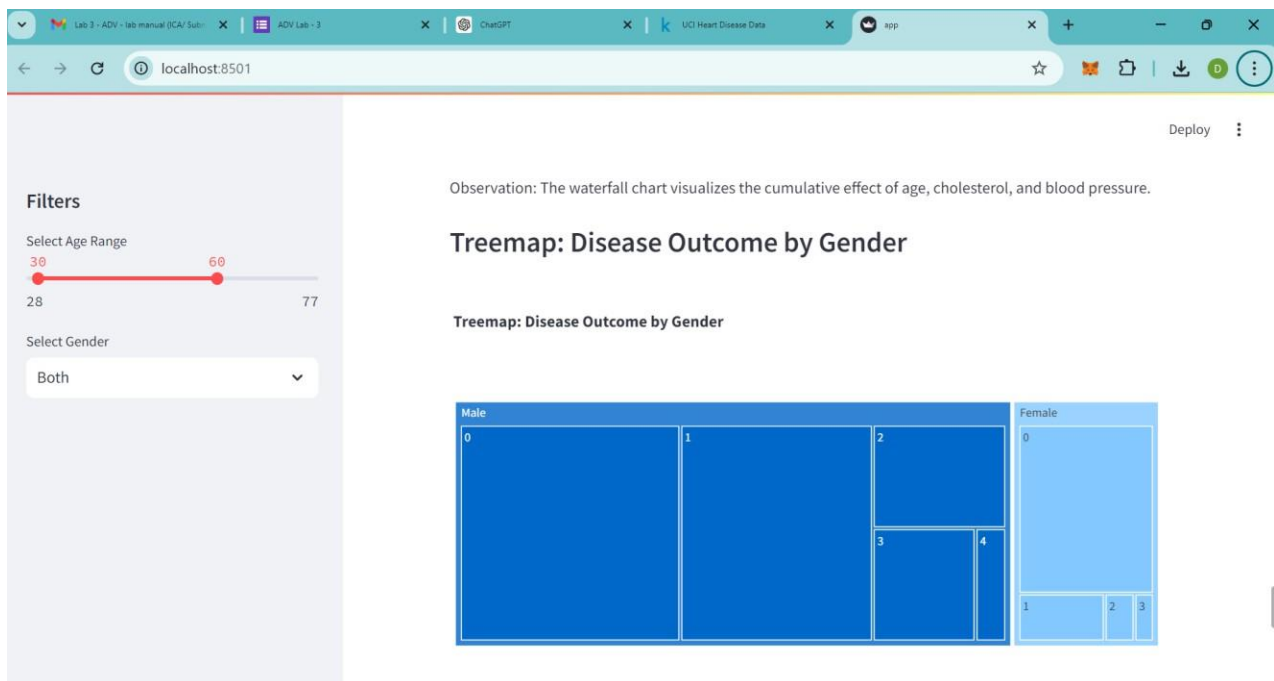 Lab 3 - ADV - lab manual (ICA/ Subm
ADV Lab - 3
ChatGPT
UCI Heart Disease Data
app
localhost:8501
D
Deploy
Filters
Select Age Range
30 60
28 77
Select Gender
Both
Observation: The waterfall chart visualizes the cumulative effect of age, cholesterol, and blood pressure.
Treemap: Disease Outcome by Gender
Treemap: Disease Outcome by Gender
Male
0
1
2
3
4
Female
0
1
2
3